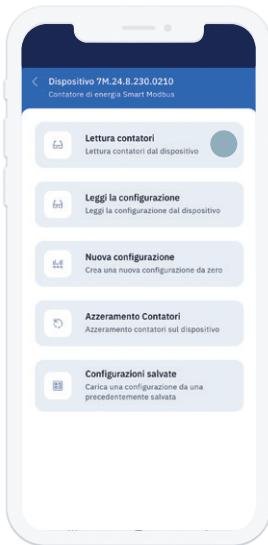 Dispositivo 7M.24.8.230.0210
Contatore di energia Smart Modbus
Lettura contatori
Lettura contatori dal dispositivo
Leggi la configurazione
Leggi la configurazione dal dispositivo
Nuova configurazione
Crea una nuova configurazione da zero
Azzeramento Contatori
Azzeramento contatori sul dispositivo
Configurazioni salvate
Carica una configurazione da una
precedentemente salvata